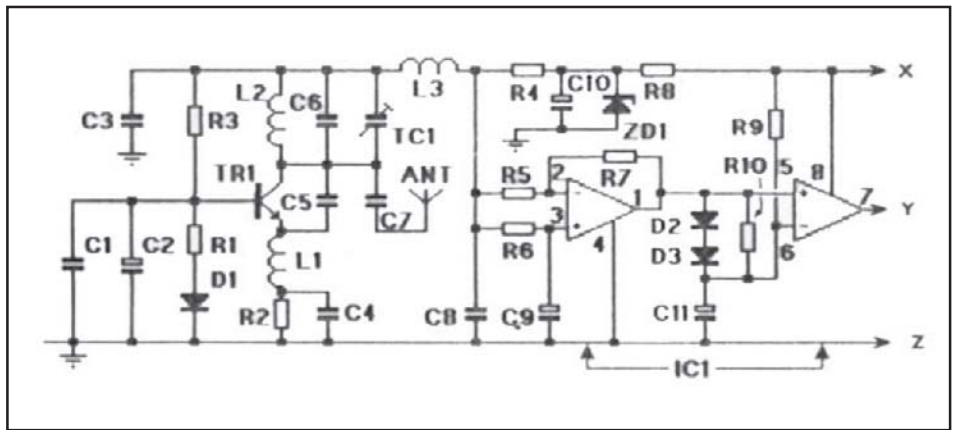 L3
X
L2
C6
C10
R4
R8
C3
R3
TC1
ZD1
R9
TR1
ANT
R10
5
8
2
R5
R7
C5
C7
1
7
Y
3
D2
6
R6
4
D3
C1
C2
R1
L1
D1
R2
C4
C8
C9
C11
Z
IC1